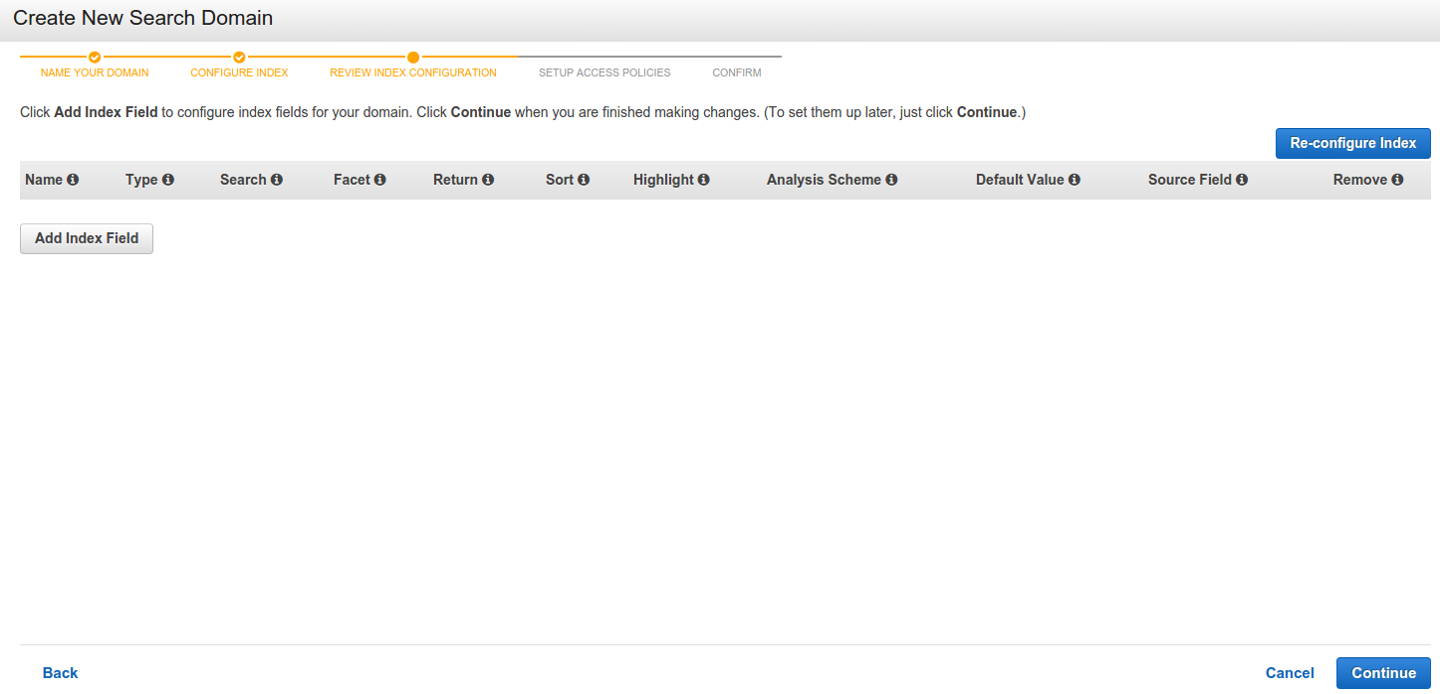 Create New Search Domain
NAME YOUR DOMAIN CONFIGURE INDEX REVIEW INDEX CONFIGURATION SETUP ACCESS POLICIES CONFIRM
Click Add Index Field to configure index fields for your domain. Click Continue when you are finished making changes. (To set them up later, just click Continue.)
Re-configure Index
Name Type Search Facet Return Sort Highlight Analysis Scheme Default Value Source Field Remove
Add Index Field
Back Cancel Continue